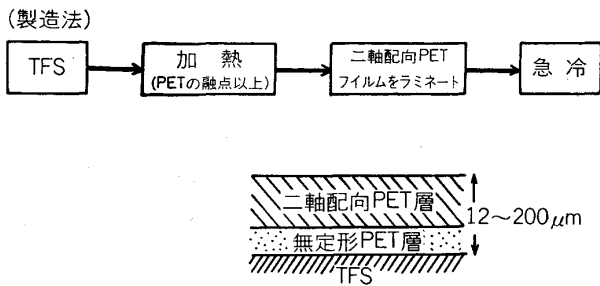 (製造法)
TFS
加熱
(PETの融点以上)
二軸配向PET
フイルムをラミネート
急冷
二軸配向PET層
12~200μm
無定形PET層
TFS